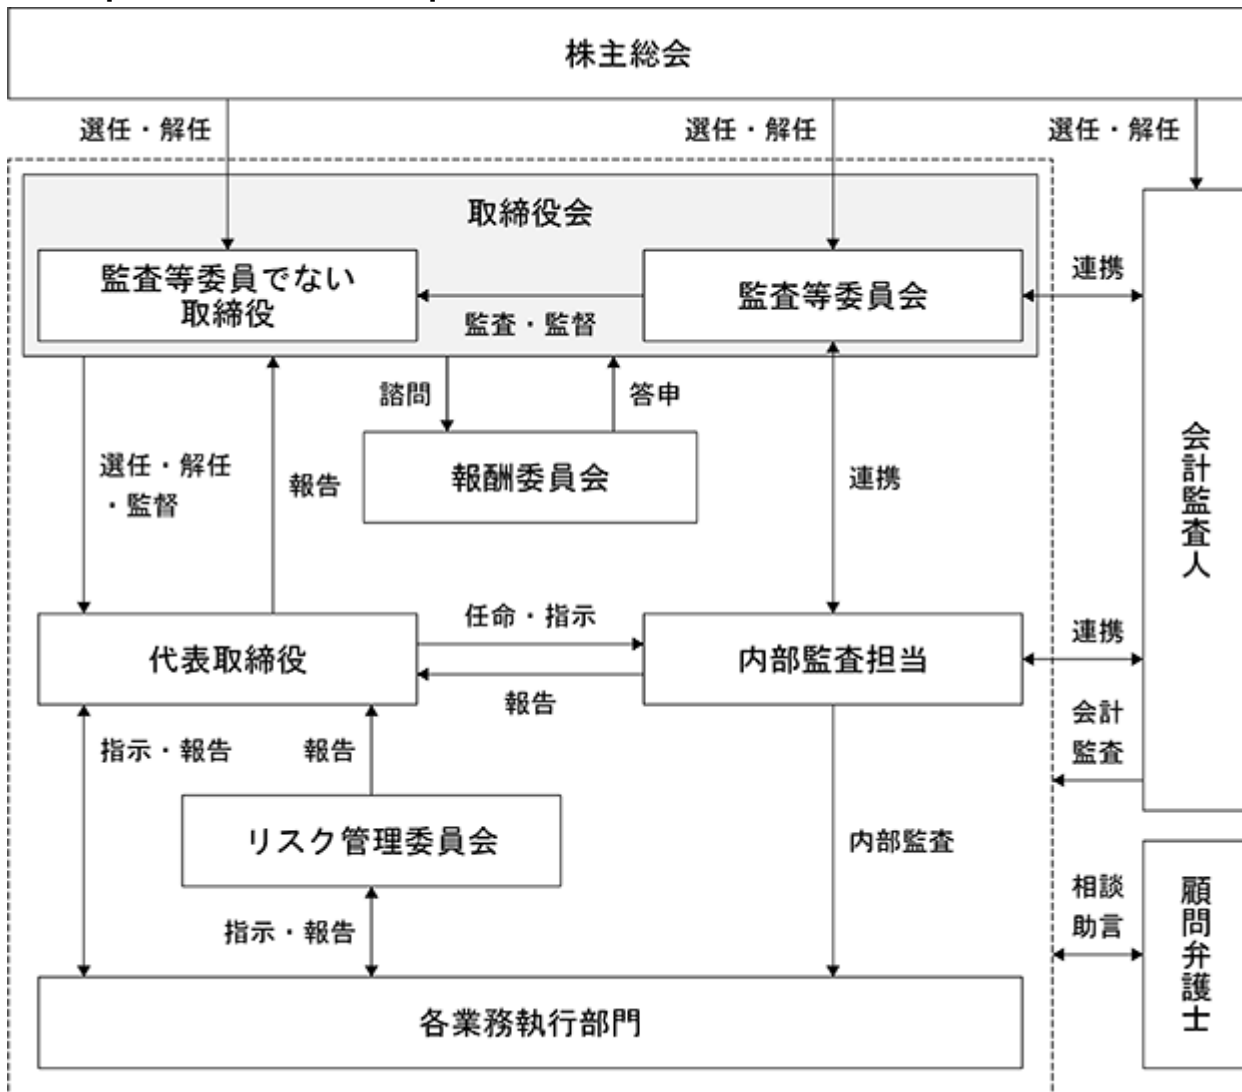 株主総会
選任・解任
選任・解任
選任・解任
取締役会
監査等委員でない
取締役
監査・監督
監査等委員会
連携
諮問
答申
報酬委員会
選任・解任
・監督
報告
連携
会計監査人
代表取締役
任命・指示
報告
内部監査担当
連携
会計
監査
指示・報告
報告
リスク管理委員会
内部監査
指示・報告
相談
助言
顧問弁護士
各業務執行部門